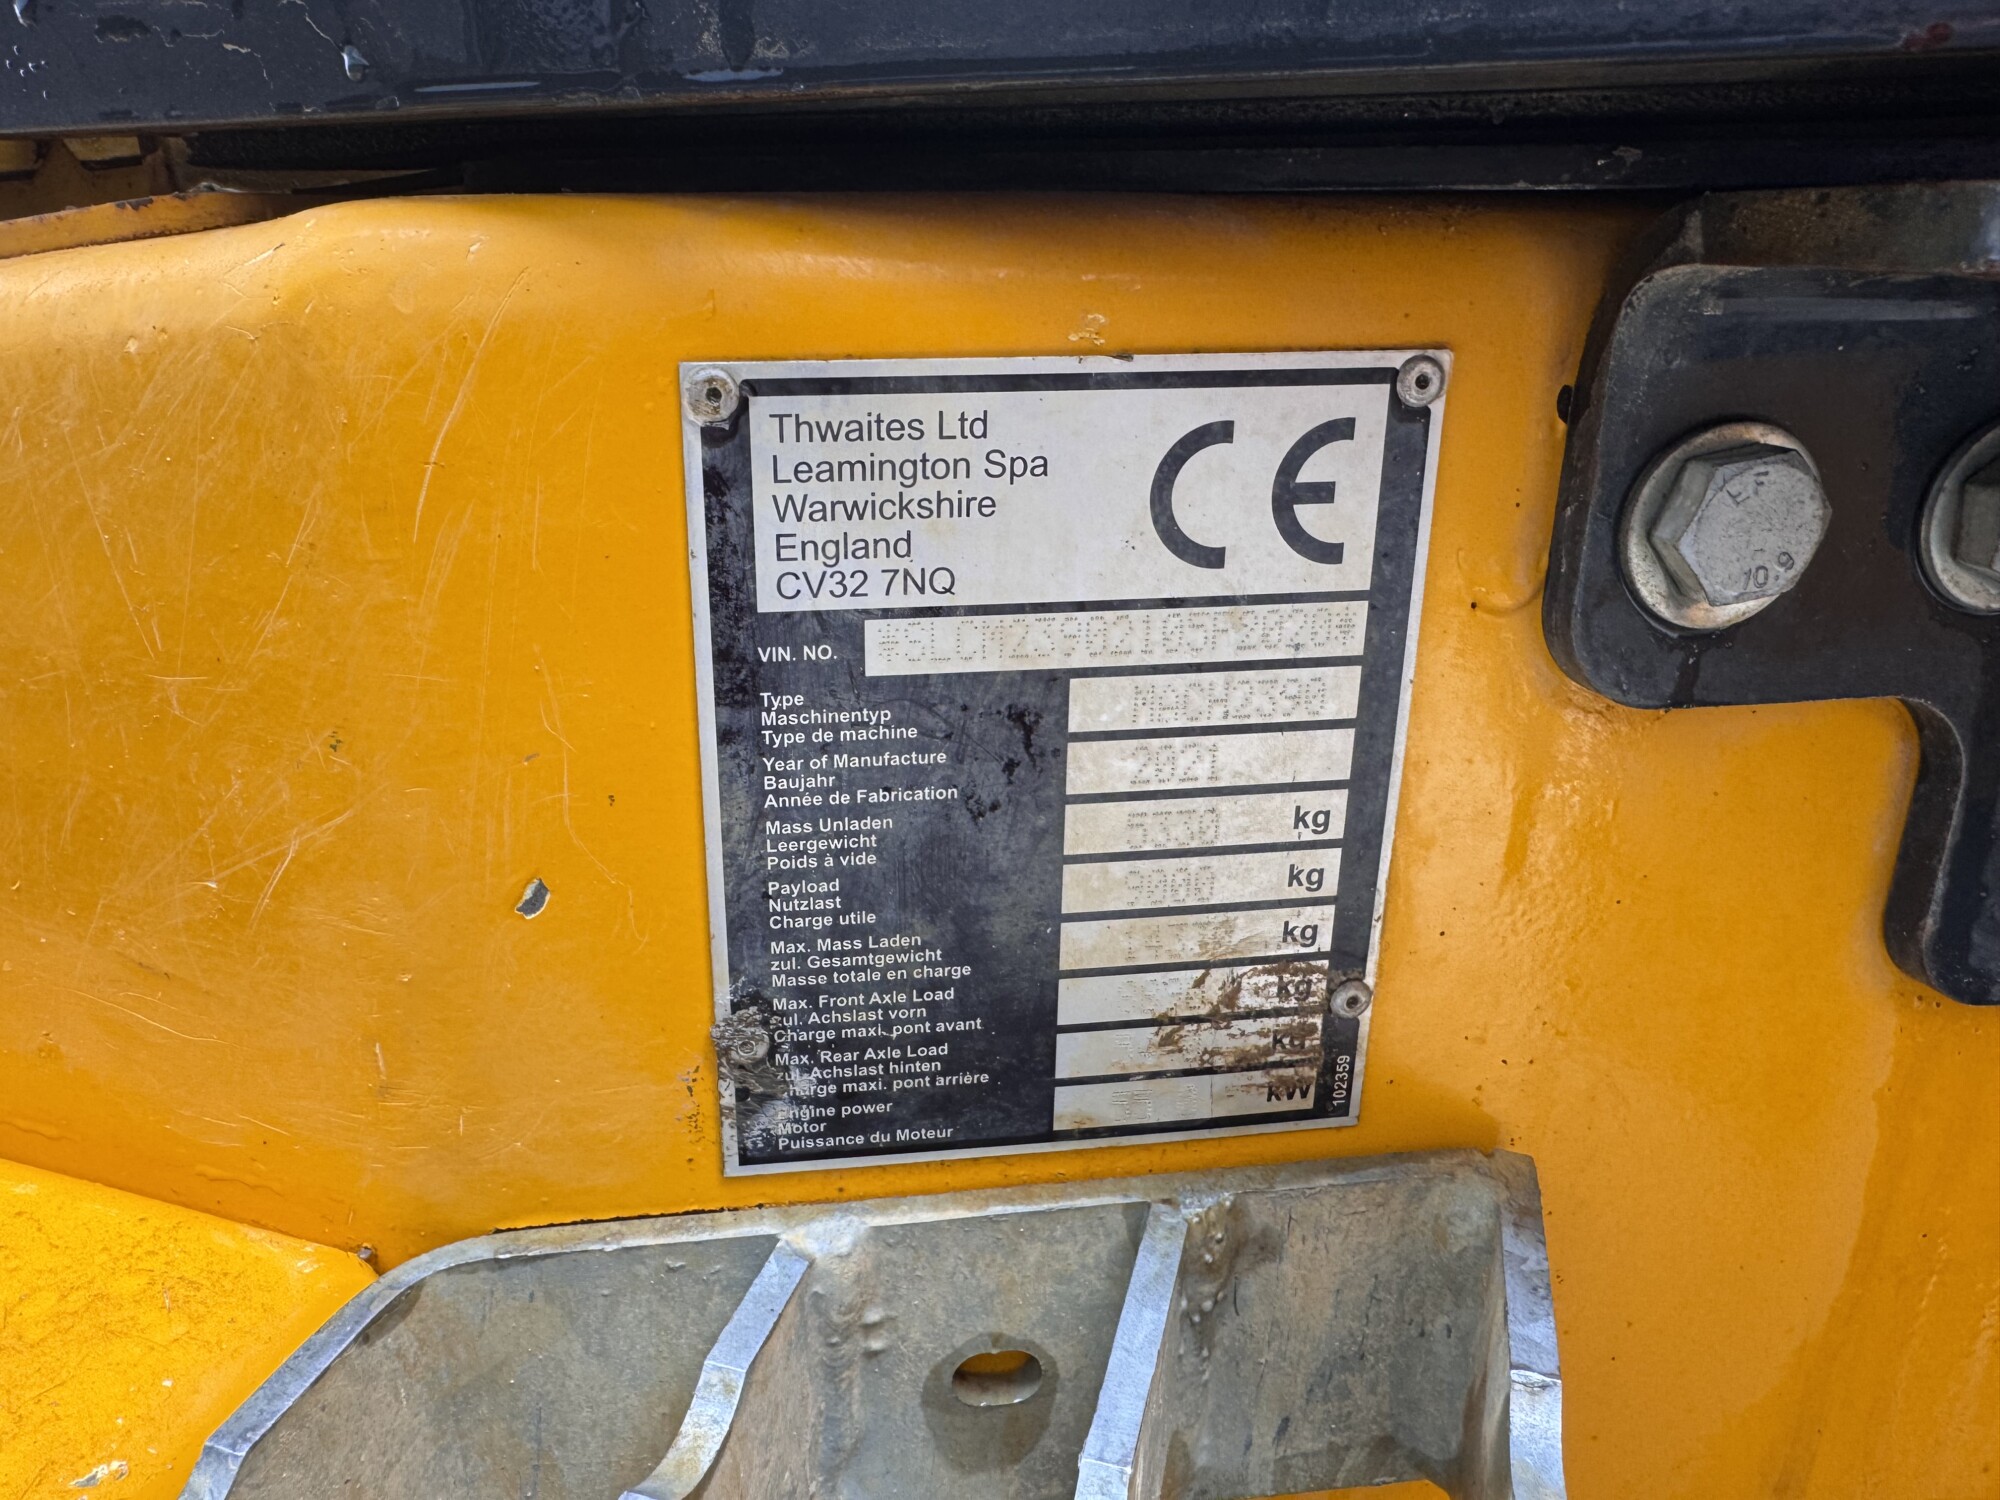 Thwaites Ltd
Leamington Spa
Warwickshire
England
CV32 7NQ
CE
VIN. NO.
Type
Maschinentyp
Type de machine
Year of Manufacture
Baujahr
Année de Fabrication
2021
Mass Unladen
Leergewicht
Poids à vide
kg
Payload
Nutzlast
Charge utile
kg
Max. Mass Laden
zul. Gesamtgewicht
Masse totale en charge
kg
Max. Front Axle Load
zul. Achslast vorn
Charge maxi. pont avant
kg
Max. Rear Axle Load
zul. Achslast hinten
Charge maxi. pont arrière
kg
Engine power
Motor
Puissance du Moteur
kW
102359
10.9